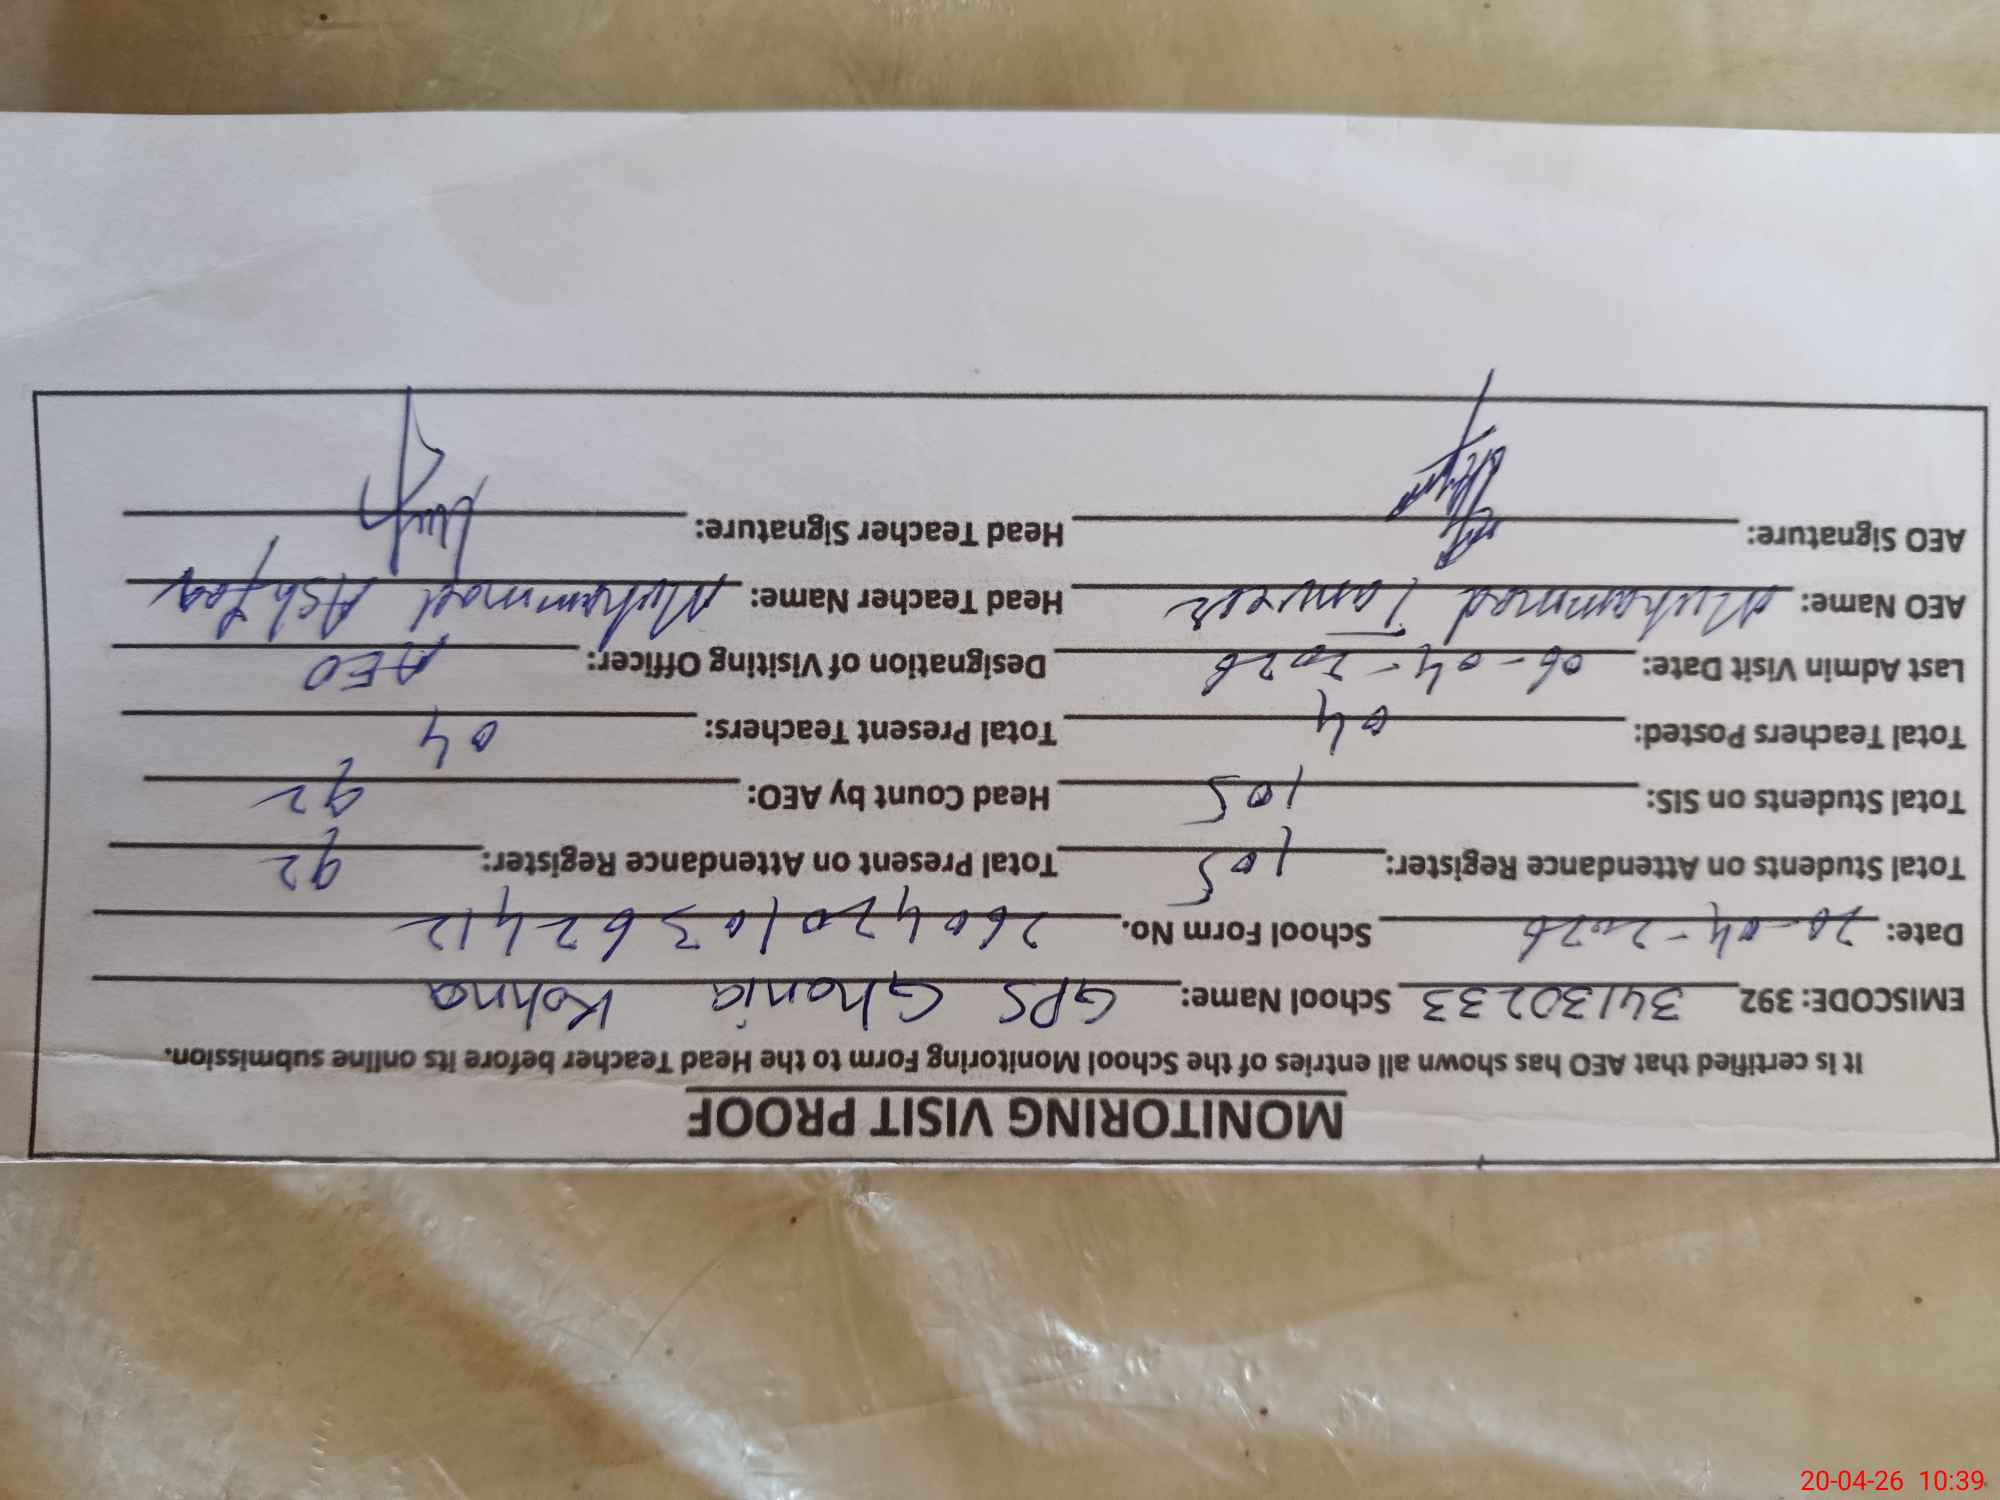 MONITORING VISIT PROOF
It is certified that AEO has shown all entries of the School Monitoring Form to the Head Teacher before its online submission.
EMISCODE: 392 34130233 School Name: GPS Ghania Kohna
Date: 20-04-2026 School Form No. 26042010362412
Total Students on Attendance Register: 105 Total Present on Attendance Register: 92
Total Students on SIS: 105 Head Count by AEO: 92
Total Teachers Posted: 04 Total Present Teachers: 04
Last Admin Visit Date: 06-04-2026 Designation of Visiting Officer: AEO
AEO Name: Muhammad Tanveer Head Teacher Name: Muhammad Ashfaq
AEO Signature: Head Teacher Signature:
20-04-26 10:39